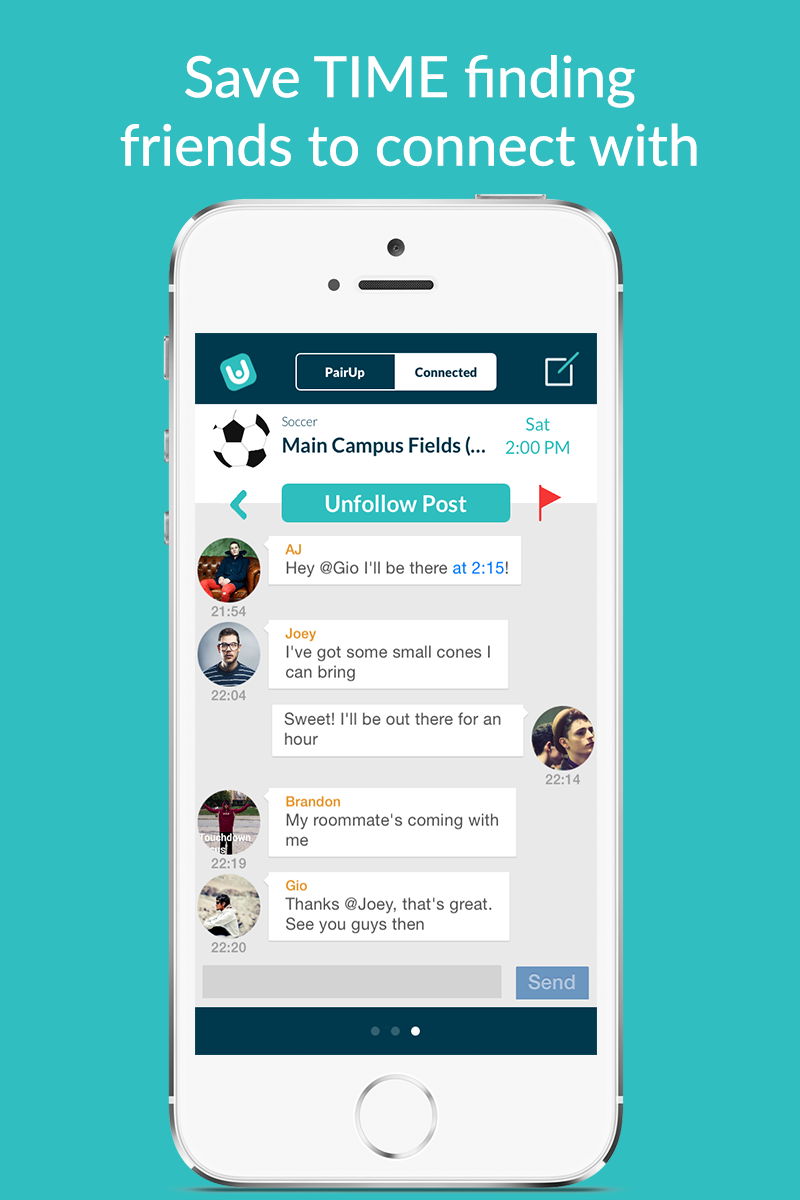 Save TIME finding
friends to connect with
PairUp
Connected
Soccer
Main Campus Fields (...
Sat
2:00 PM
Unfollow Post
AJ
Hey @Gio I'll be there at 2:15!
21:54
Joey
I've got some small cones I
can bring
22:04
Sweet! I'll be out there for an
hour
22:14
Brandon
My roommate's coming with
me
Touchdown
22:19
Gio
Thanks @Joey, that's great.
See you guys then
22:20
Send